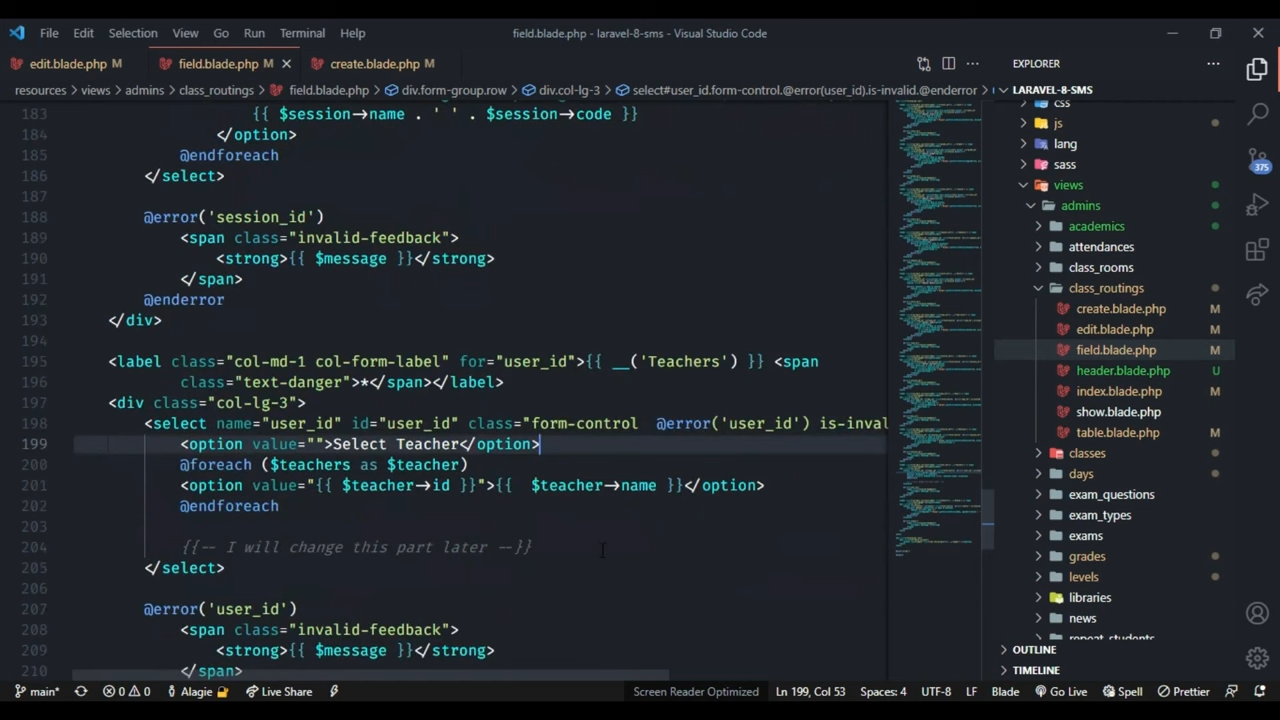 File Edit Selection View Go Run Terminal Help field.blade.php - laravel-8-sms - Visual Studio Code
edit.blade.php M field.blade.php M create.blade.php M
resources > views > admins > class_routings > field.blade.php > div.form-group.row > div.col-lg-3 > select#user_id.form-control.@error(user_id).is-invalid.@enderror
183 {{ $session->name . ' ' . $session->code }}
184 </option>
185 @endforeach
186 </select>
187
188 @error('session_id')
189 <span class="invalid-feedback">
190 <strong>{{ $message }}</strong>
191 </span>
192 @enderror
193 </div>
194
195 <label class="col-md-1 col-form-label" for="user_id">{{ __('Teachers') }} <span
196 class="text-danger">*</span></label>
197 <div class="col-lg-3">
198 <select name="user_id" id="user_id" class="form-control @error('user_id') is-inval
199 <option value="">Select Teacher</option>
200 @foreach ($teachers as $teacher)
201 <option value="{{ $teacher->id }}">{{ $teacher->name }}</option>
202 @endforeach
203
204 {{-- I will change this part later --}}
205 </select>
206
207 @error('user_id')
208 <span class="invalid-feedback">
209 <strong>{{ $message }}</strong>
210 </span>
EXPLORER
LARAVEL-8-SMS
css
js
lang
sass
views
admins
academics
attendances
class_rooms
class_routings
create.blade.php M
edit.blade.php M
field.blade.php M
header.blade.php U
index.blade.php M
show.blade.php
table.blade.php M
classes
days
exam_questions
exam_types
exams
grades
levels
libraries
news
repeat_students
OUTLINE
TIMELINE
375
main* 0 0 Alagie Live Share Screen Reader Optimized Ln 199, Col 53 Spaces: 4 UTF-8 LF Blade Go Live Spell Prettier